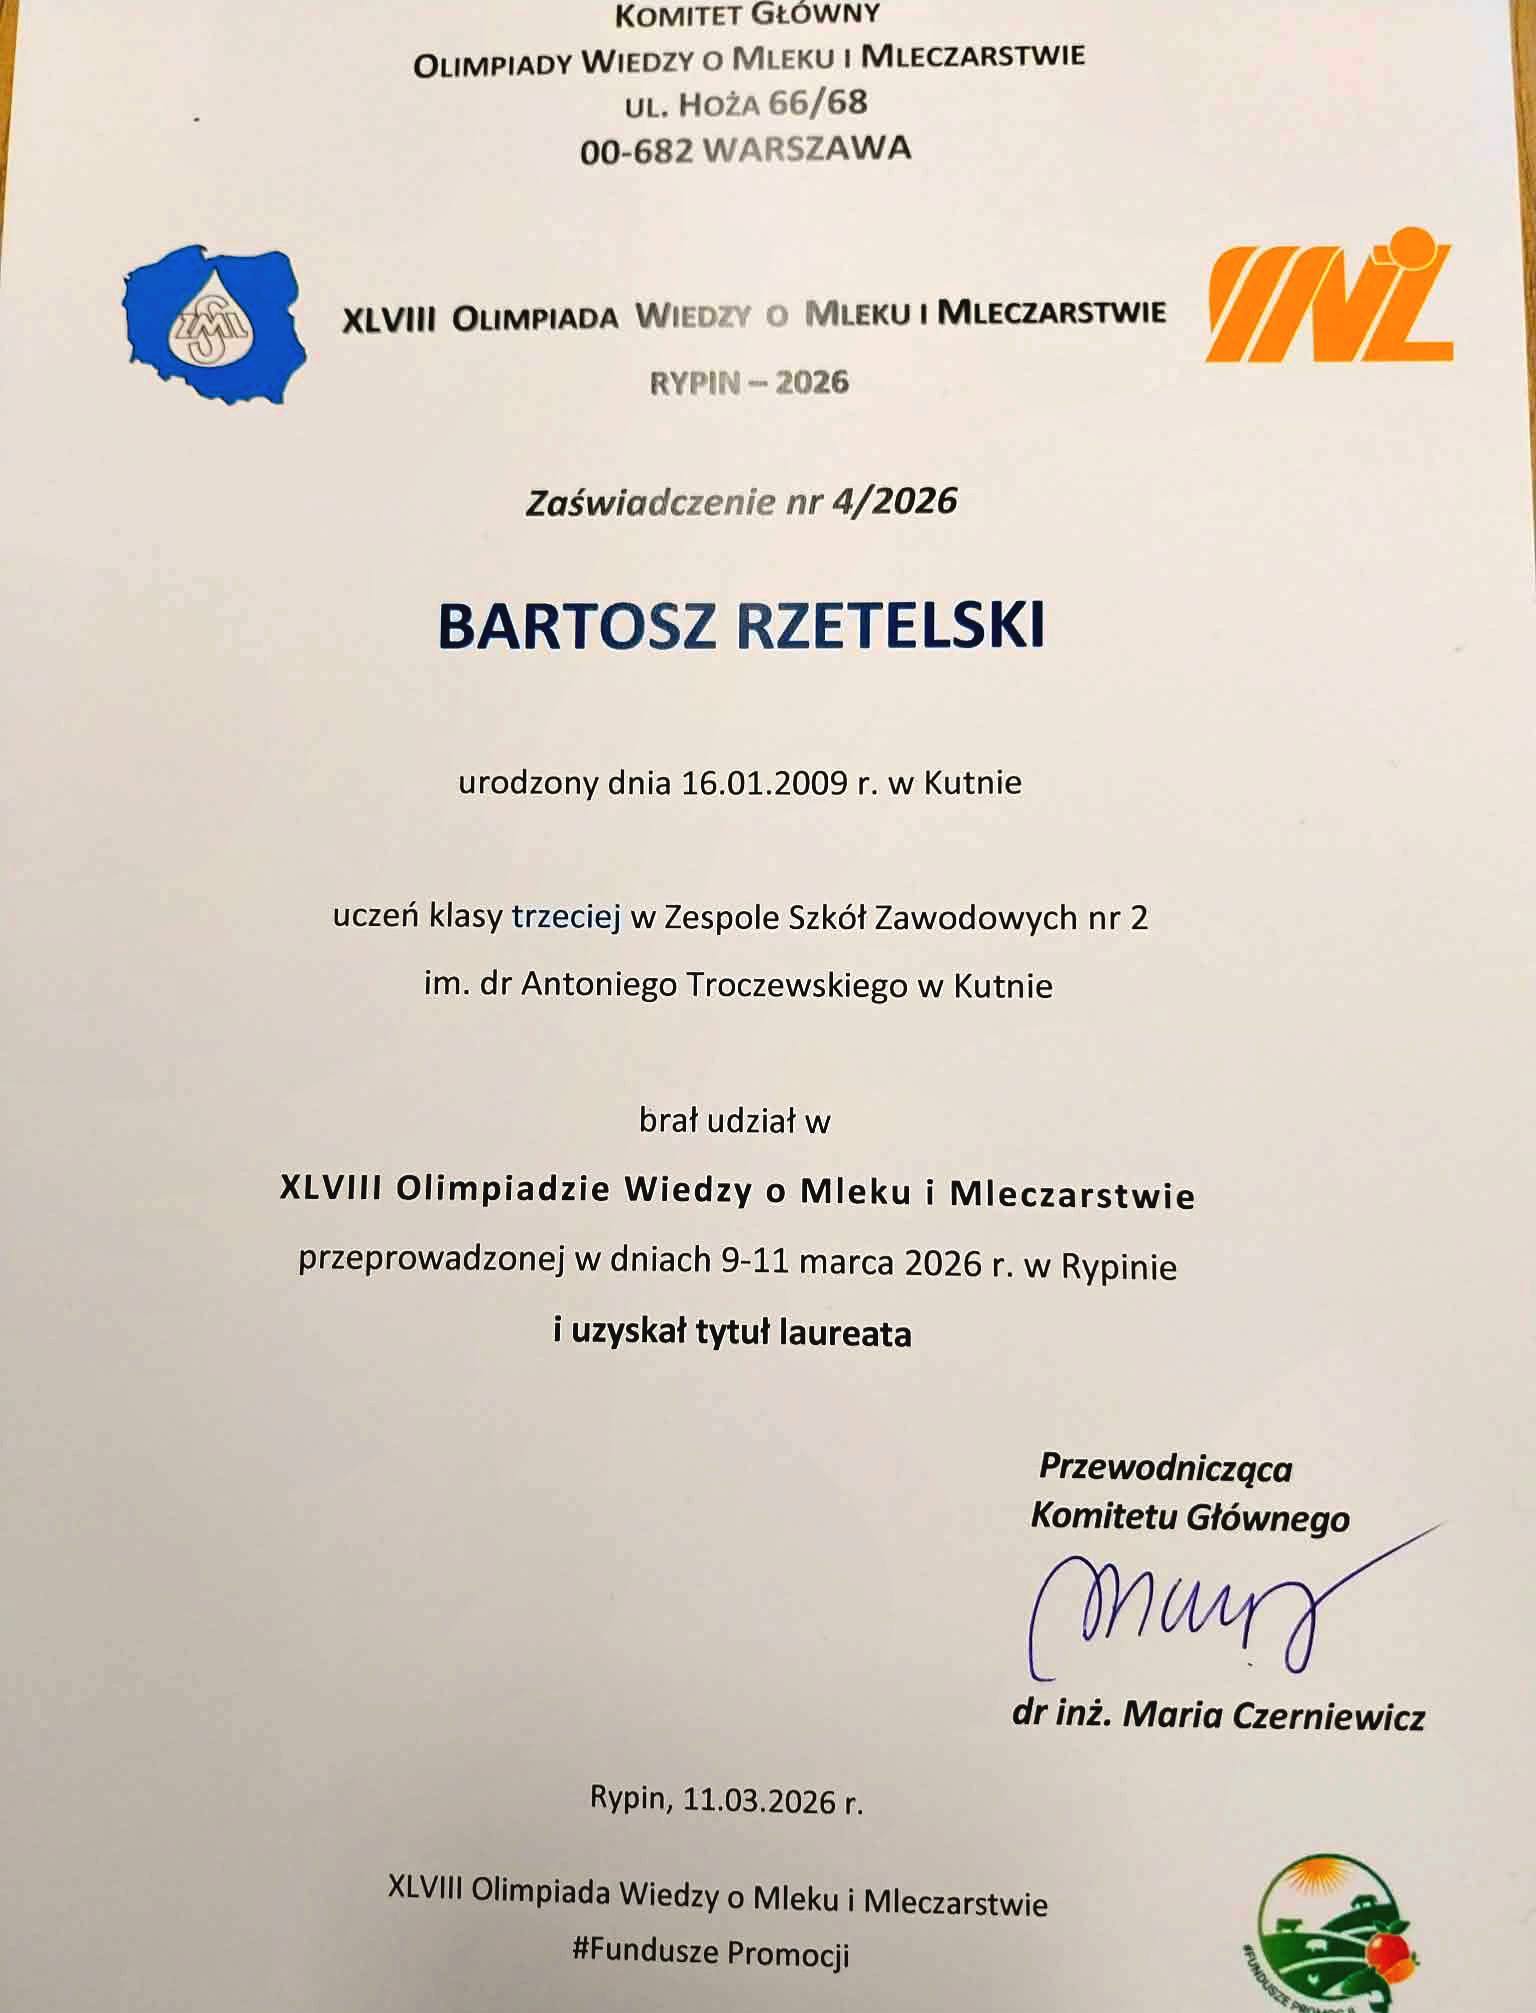 KOMITET GŁÓWNY
OLIMPIADY WIEDZY O MLEKU I MLECZARSTWIE
UL. HOŻA 66/68
00-682 WARSZAWA
INŻ
XLVIII OLIMPIADA WIEDZY O MLEKU I MLECZARSTWIE
RYPIN – 2026
Zaświadczenie nr 4/2026
BARTOSZ RZETELSKI
urodzony dnia 16.01.2009 r. w Kutnie
uczeń klasy trzeciej w Zespole Szkół Zawodowych nr 2
im. dr Antoniego Troczewskiego w Kutnie
brał udział w
XLVIII Olimpiadzie Wiedzy o Mleku i Mleczarstwie
przeprowadzonej w dniach 9-11 marca 2026 r. w Rypinie
i uzyskał tytuł laureata
Przewodnicząca
Komitetu Głównego
dr inż. Maria Czerniewicz
Rypin, 11.03.2026 r.
XLVIII Olimpiada Wiedzy o Mleku i Mleczarstwie
#Fundusze Promocji
#FUNDUSZE PROMOCJI